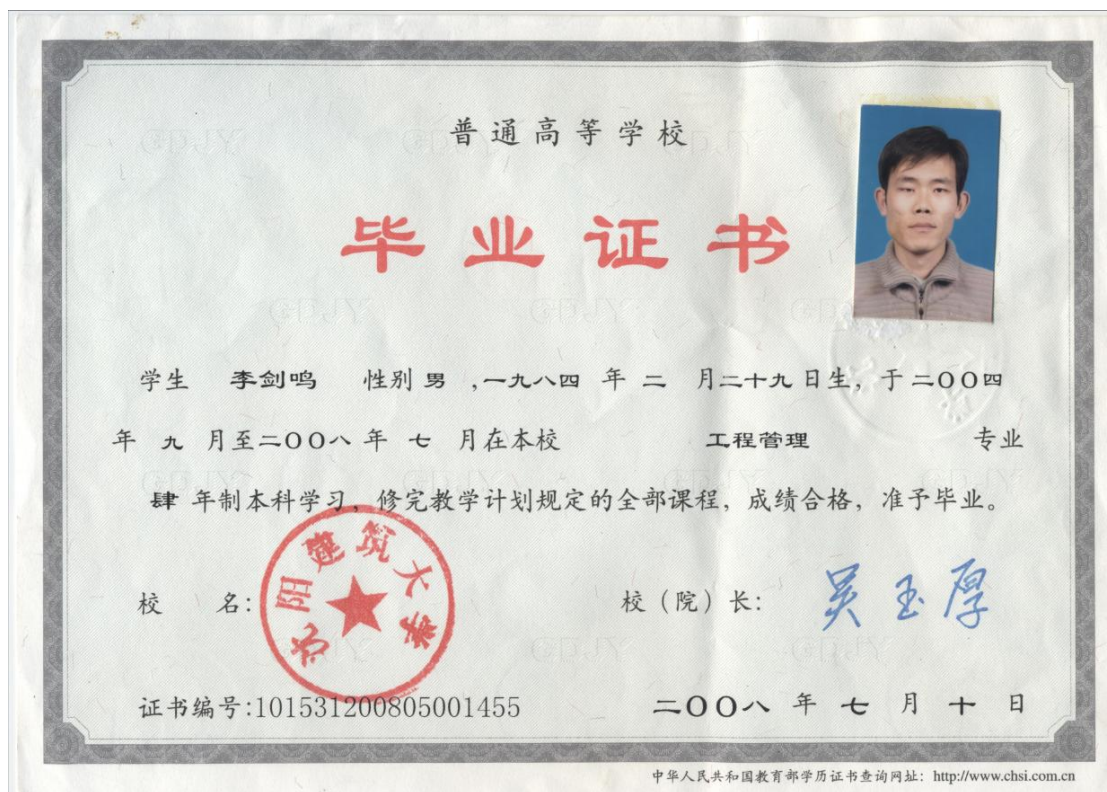 普通高等学校
毕业证书
学生 李剑鸣 性别 男 ,一九八四 年 二 月二十九日生, 于 二OO四
年 九 月至二OO八 年 七 月在本校 工程管理 专业
肆 年制本科学习, 修完教学计划规定的全部课程, 成绩合格, 准予毕业。
校 名: 沈阳建筑大学 校（院）长: 吴玉厚
证书编号:101531200805001455 二OO八 年 七 月 十 日
中华人民共和国教育部学历证书查询网址: http://www.chsi.com.cn